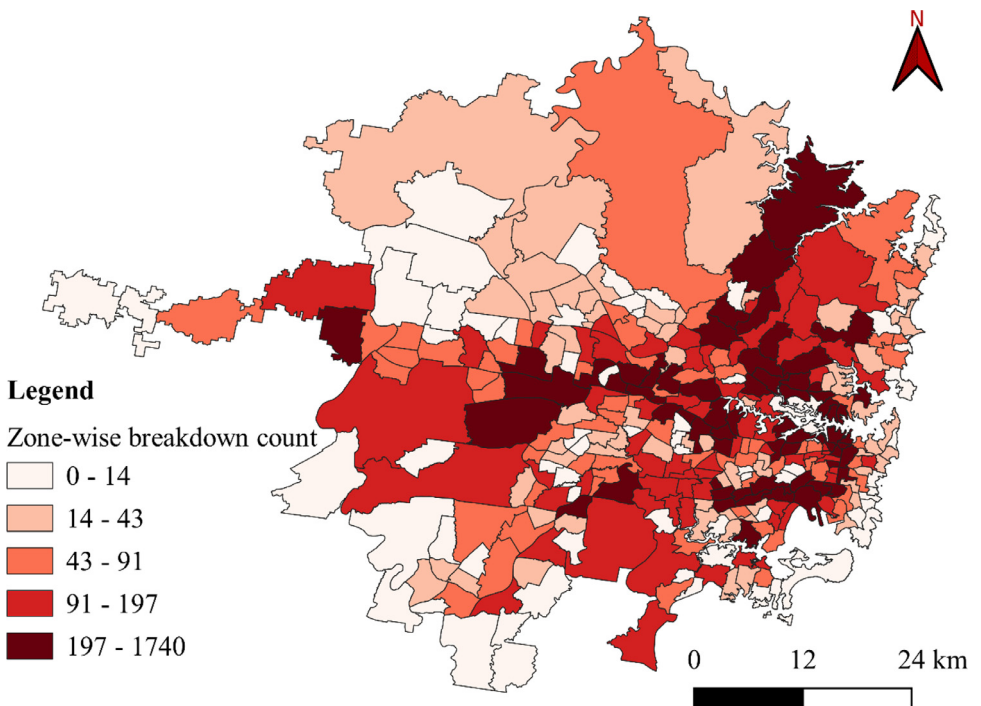 N
Legend
Zone-wise breakdown count
0 - 14
14 - 43
43 - 91
91 - 197
197 - 1740
0 12 24 km